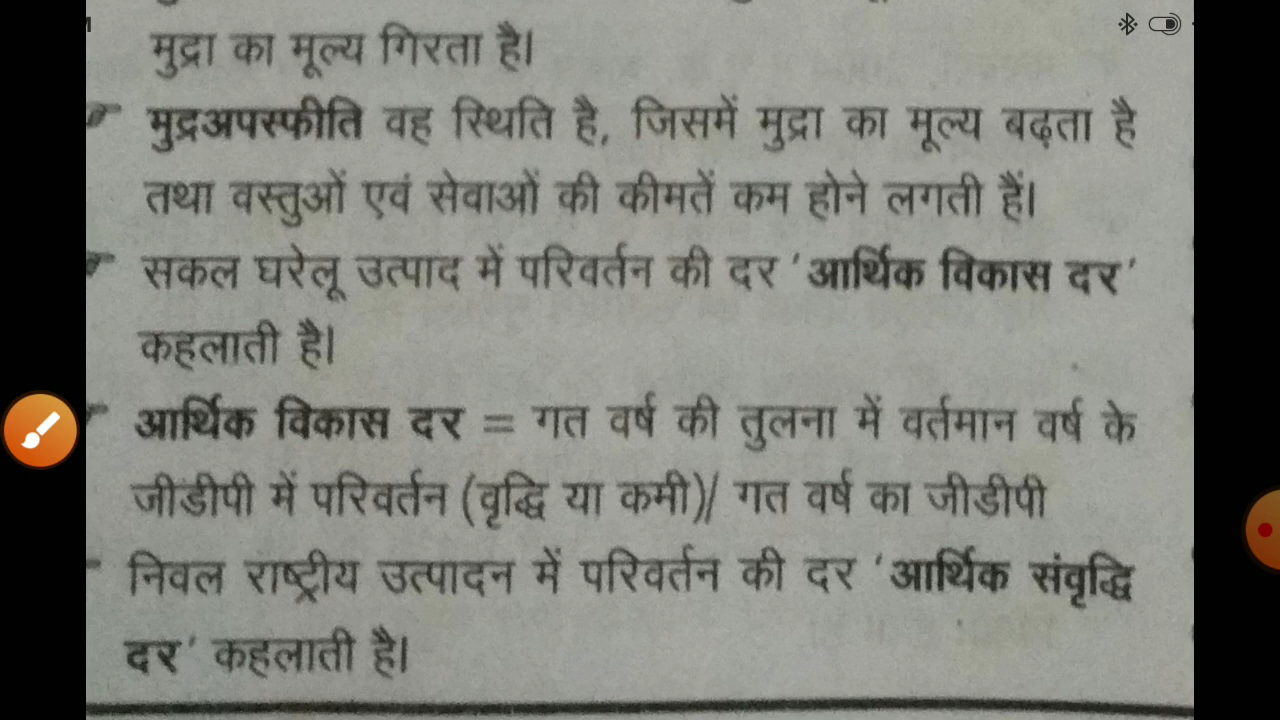 मुद्रा का मूल्य गिरता है।
मुद्रअपस्फीति वह स्थिति है, जिसमें मुद्रा का मूल्य बढ़ता है
तथा वस्तुओं एवं सेवाओं की कीमतें कम होने लगती हैं।
सकल घरेलू उत्पाद में परिवर्तन की दर 'आर्थिक विकास दर'
कहलाती है।
आर्थिक विकास दर = गत वर्ष की तुलना में वर्तमान वर्ष के
जीडीपी में परिवर्तन (वृद्धि या कमी)/ गत वर्ष का जीडीपी
निवल राष्ट्रीय उत्पादन में परिवर्तन की दर 'आर्थिक संवृद्धि
दर' कहलाती है।